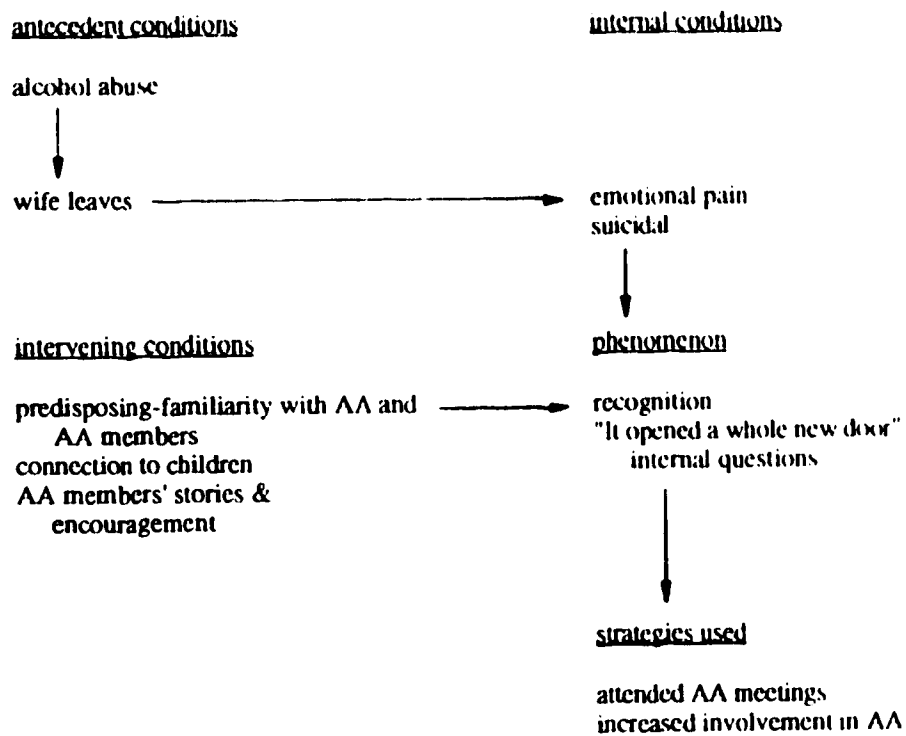 antecedent conditions
internal conditions
alcohol abuse
wife leaves
emotional pain
suicidal
intervening conditions
phenomenon
predisposing-familiarity with AA and
AA members
connection to children
AA members' stories &
encouragement
recognition
"It opened a whole new door"
internal questions
strategies used
attended AA meetings
increased involvement in AA